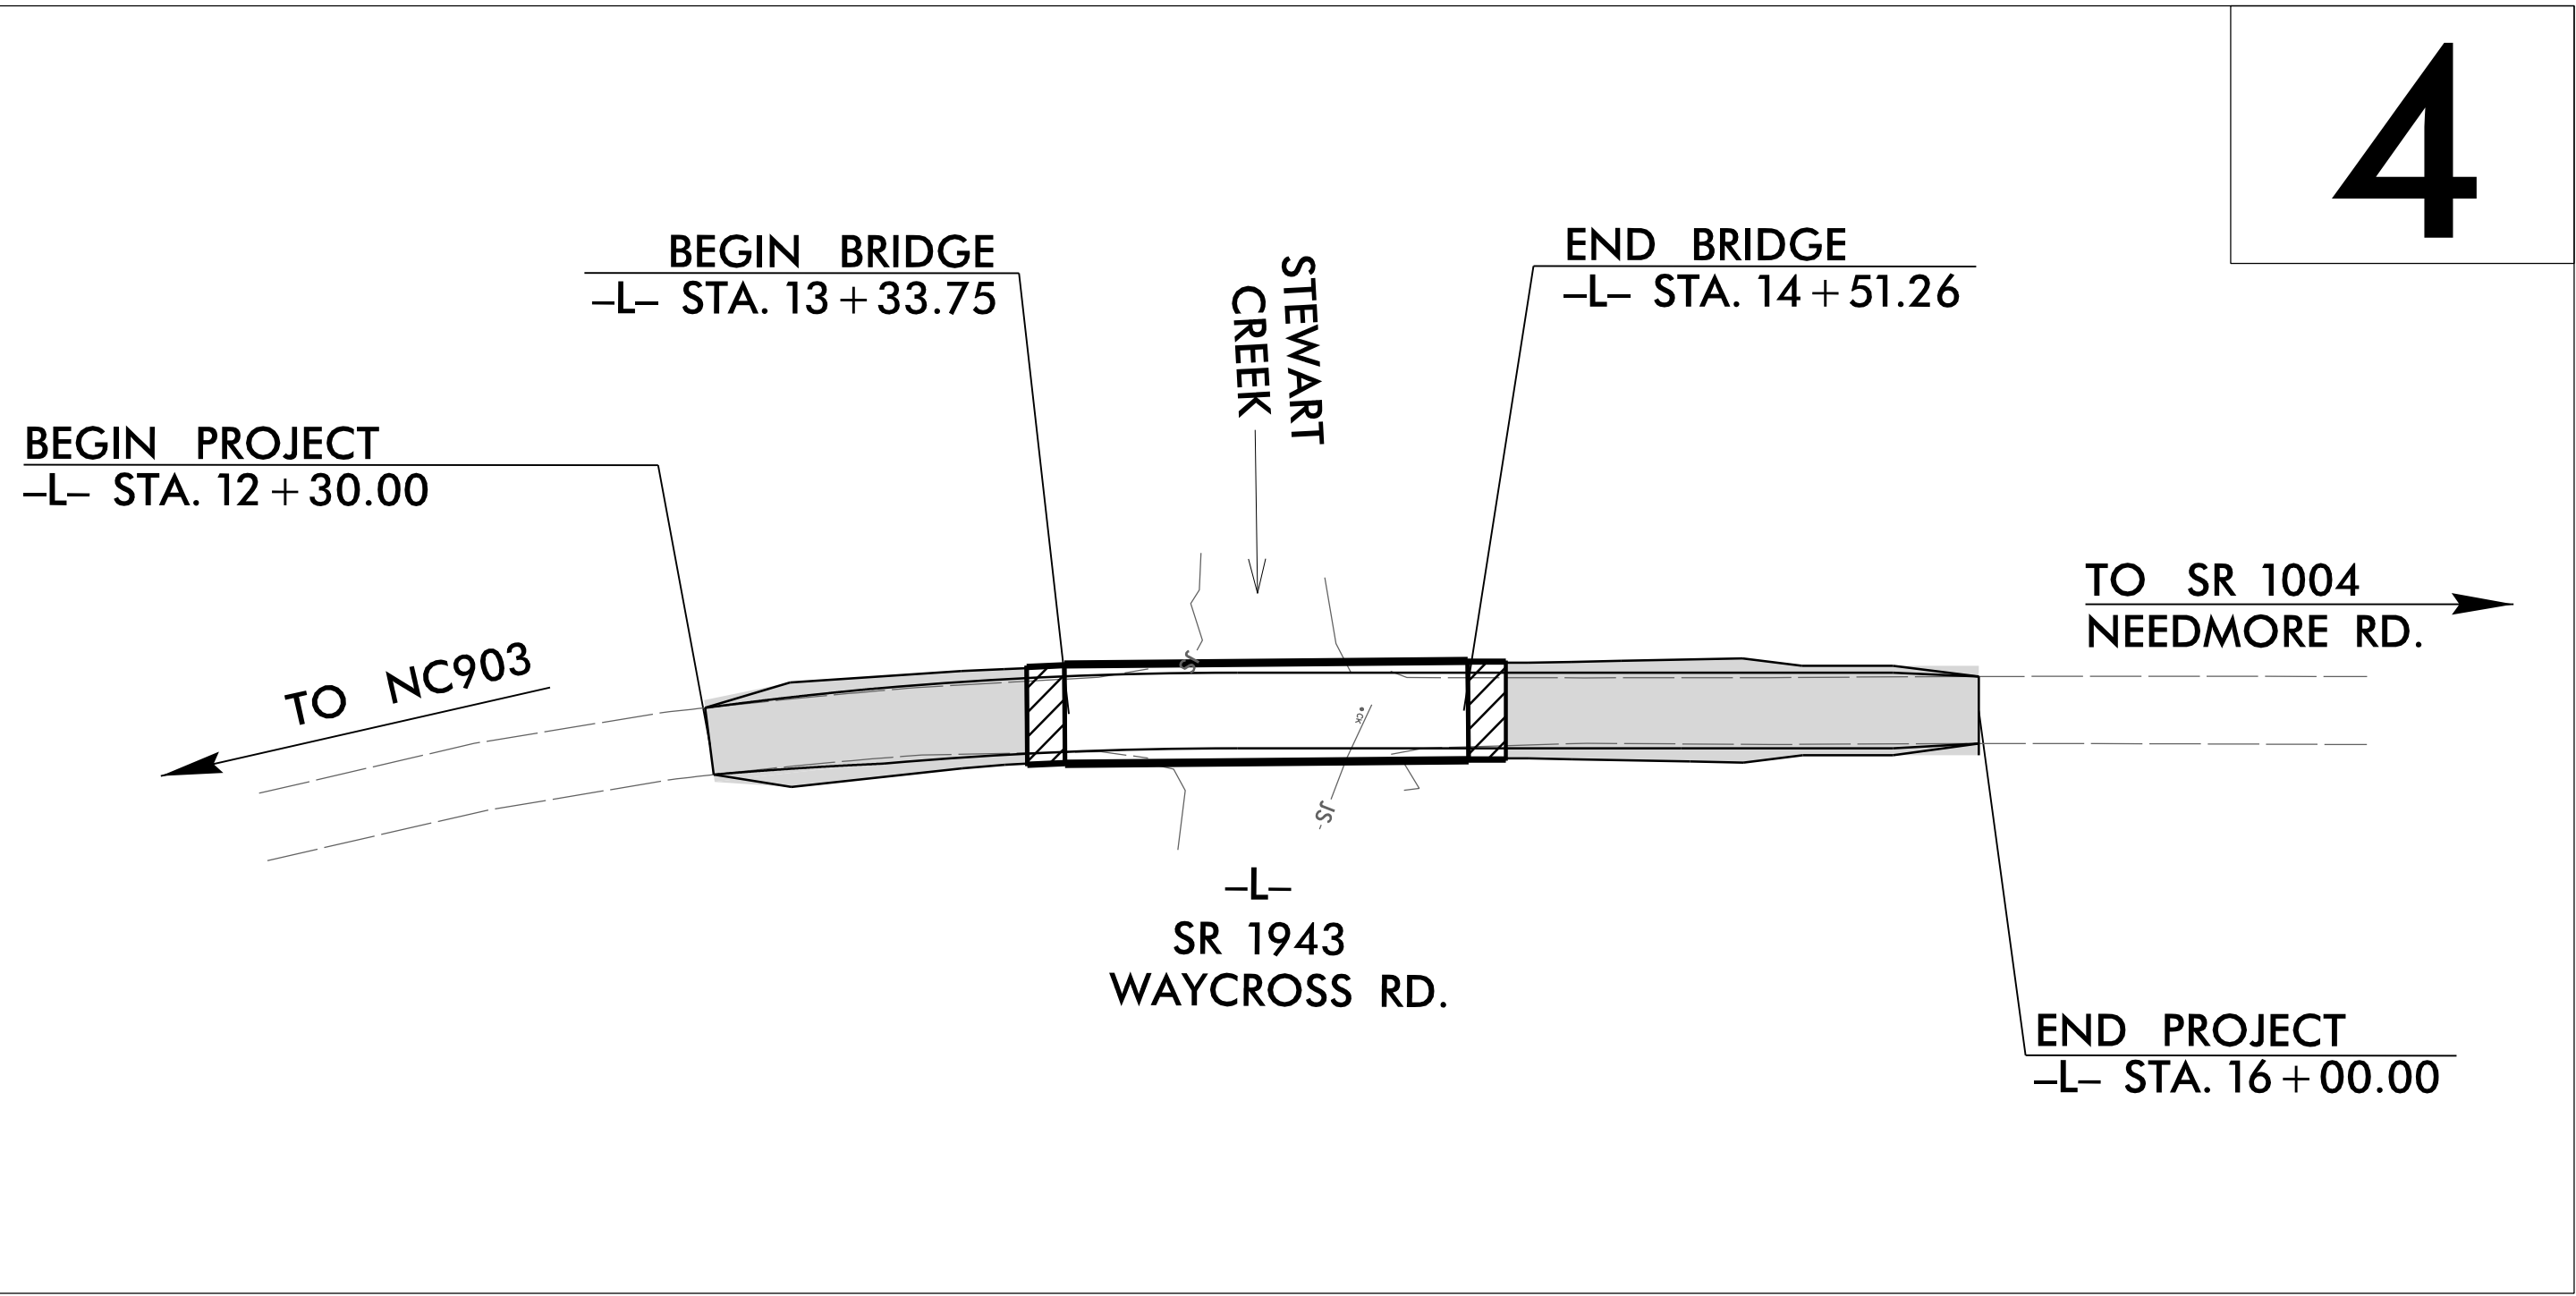 4
BEGIN BRIDGE
-L- STA. 13+33.75
END BRIDGE
-L- STA. 14+51.26
STEWART
CREEK
BEGIN PROJECT
-L- STA. 12+30.00
TO NC903
TO SR 1004
NEEDMORE RD.
JS
JS
-L-
SR 1943
WAYCROSS RD.
END PROJECT
-L- STA. 16+00.00